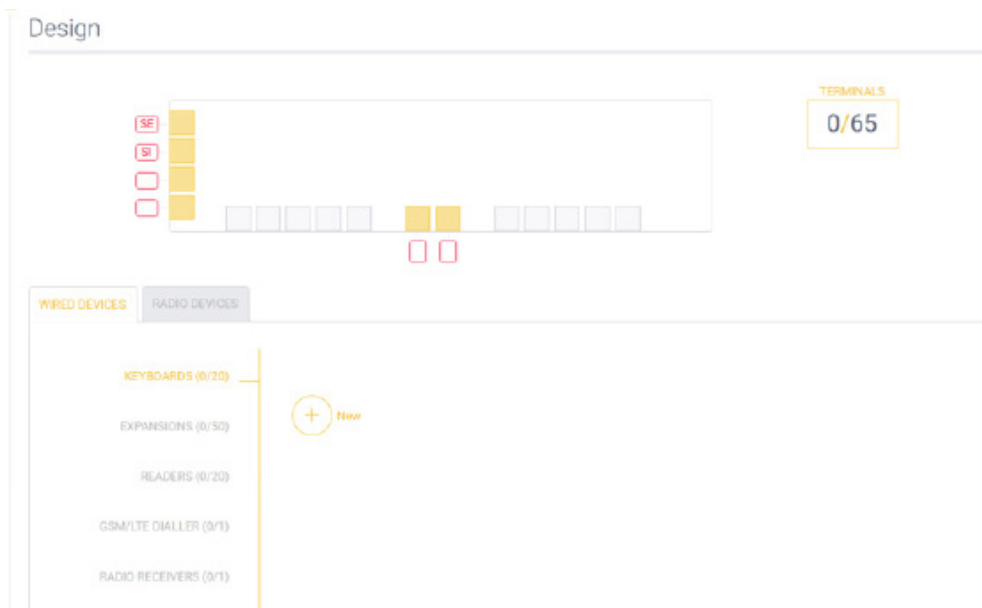 Design
TERMINALS
0/65
SE
SI
WIRED DEVICES
RADIO DEVICES
KEYBOARDS (0/20)
New
EXPANSIONS (0/50)
READERS (0/20)
GSM/LTE DIALLER (0/1)
RADIO RECEIVERS (0/1)